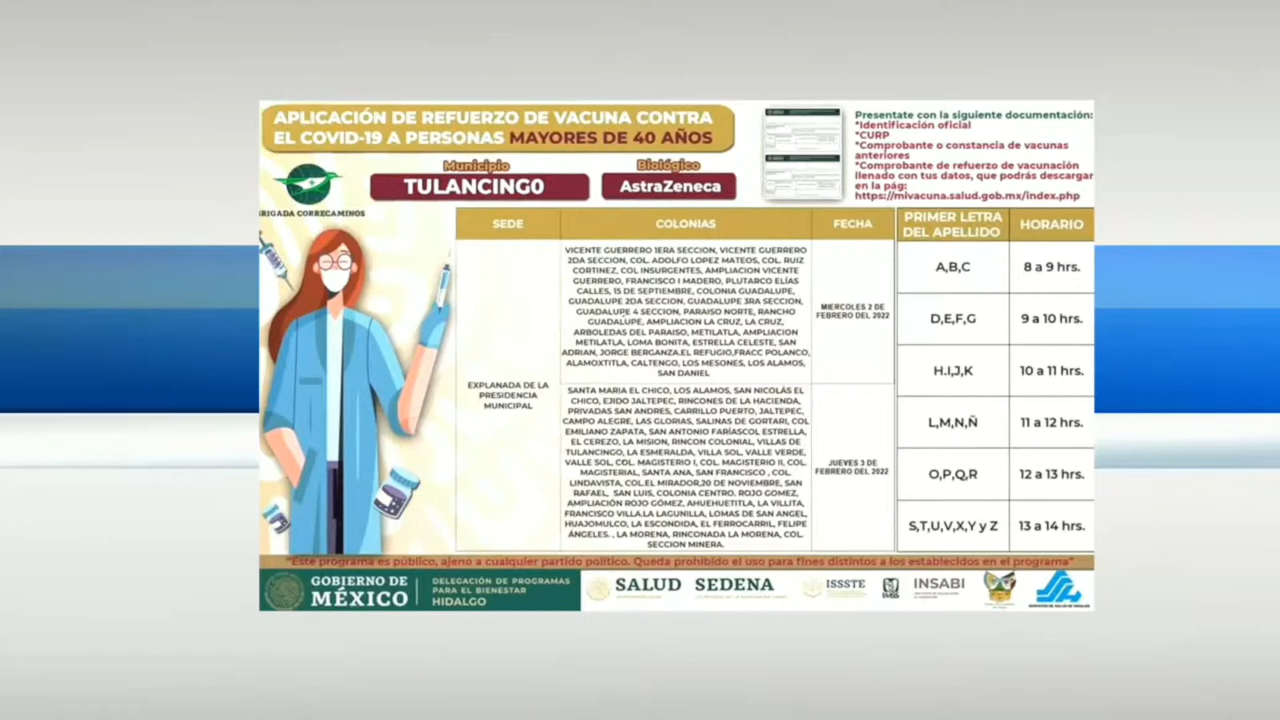 APLICACIÓN DE REFUERZO DE VACUNA CONTRA
EL COVID-19 A PERSONAS MAYORES DE 40 AÑOS
Municipio
TULANCINGO
Biológico
AstraZeneca
Presentate con la siguiente documentación:
*Identificación oficial
*CURP
*Comprobante o constancia de vacunas
anteriores
*Comprobante de refuerzo de vacunación
llenado con tus datos, que podrás descargar
en la pág:
https://mivacuna.salud.gob.mx/index.php
BRIGADA CORRECAMINOS
SEDE
COLONIAS
FECHA
PRIMER LETRA
DEL APELLIDO
HORARIO
EXPLANADA DE LA
PRESIDENCIA
MUNICIPAL
VICENTE GUERRERO 1ERA SECCION, VICENTE GUERRERO
2DA SECCION, COL. ADOLFO LOPEZ MATEOS, COL. RUIZ
CORTINEZ, COL INSURGENTES, AMPLIACION VICENTE
GUERRERO, FRANCISCO I MADERO, PLUTARCO ELÍAS
CALLES, 15 DE SEPTIEMBRE, COLONIA GUADALUPE,
GUADALUPE 2DA SECCION, GUADALUPE 3RA SECCION,
GUADALUPE 4 SECCION, PARAISO NORTE, RANCHO
GUADALUPE, AMPLIACION LA CRUZ, LA CRUZ,
ARBOLEDAS DEL PARAISO, METILATLA, AMPLIACION
METILATLA, LOMA BONITA, ESTRELLA CELESTE, SAN
ADRIAN, JORGE BERGANZA.EL REFUGIO,FRACC POLANCO,
ALAMOXTITLA, CALTENGO, LOS MESONES, LOS ALAMOS,
SAN DANIEL
MIERCOLES 2 DE
FEBRERO DEL 2022
SANTA MARIA EL CHICO, LOS ALAMOS, SAN NICOLÁS EL
CHICO, EJIDO JALTEPEC, RINCONES DE LA HACIENDA,
PRIVADAS SAN ANDRES, CARRILLO PUERTO, JALTEPEC,
CAMPO ALEGRE, LAS GLORIAS, SALINAS DE GORTARI, COL
EMILIANO ZAPATA, SAN ANTONIO FARÍASCOL ESTRELLA,
EL CEREZO, LA MISION, RINCON COLONIAL, VILLAS DE
TULANCINGO, LA ESMERALDA, VILLA SOL, VALLE VERDE,
VALLE SOL, COL. MAGISTERIO I, COL. MAGISTERIO II, COL.
MAGISTERIAL, SANTA ANA, SAN FRANCISCO , COL.
LINDAVISTA, COL.EL MIRADOR,20 DE NOVIEMBRE, SAN
RAFAEL, SAN LUIS, COLONIA CENTRO. ROJO GOMEZ,
AMPLIACIÓN ROJO GÓMEZ, AHUEHUETITLA, LA VILLITA,
FRANCISCO VILLA.LA LAGUNILLA, LOMAS DE SAN ANGEL,
HUAJOMULCO, LA ESCONDIDA, EL FERROCARRIL, FELIPE
ÁNGELES. , LA MORENA, RINCONADA LA MORENA, COL.
SECCION MINERA.
JUEVES 3 DE
FEBRERO DEL 2022
A,B,C 8 a 9 hrs.
D,E,F,G 9 a 10 hrs.
H.I,J,K 10 a 11 hrs.
L,M,N,Ñ 11 a 12 hrs.
O,P,Q,R 12 a 13 hrs.
S,T,U,V,X,Y y Z 13 a 14 hrs.
"Este programa es público, ajeno a cualquier partido político. Queda prohibido el uso para fines distintos a los establecidos en el programa"
GOBIERNO DE
MÉXICO
DELEGACIÓN DE PROGRAMAS
PARA EL BIENESTAR
HIDALGO
SALUD
SEDENA
ISSSTE
IMSS
INSABI
SERVICIOS DE SALUD DE HIDALGO